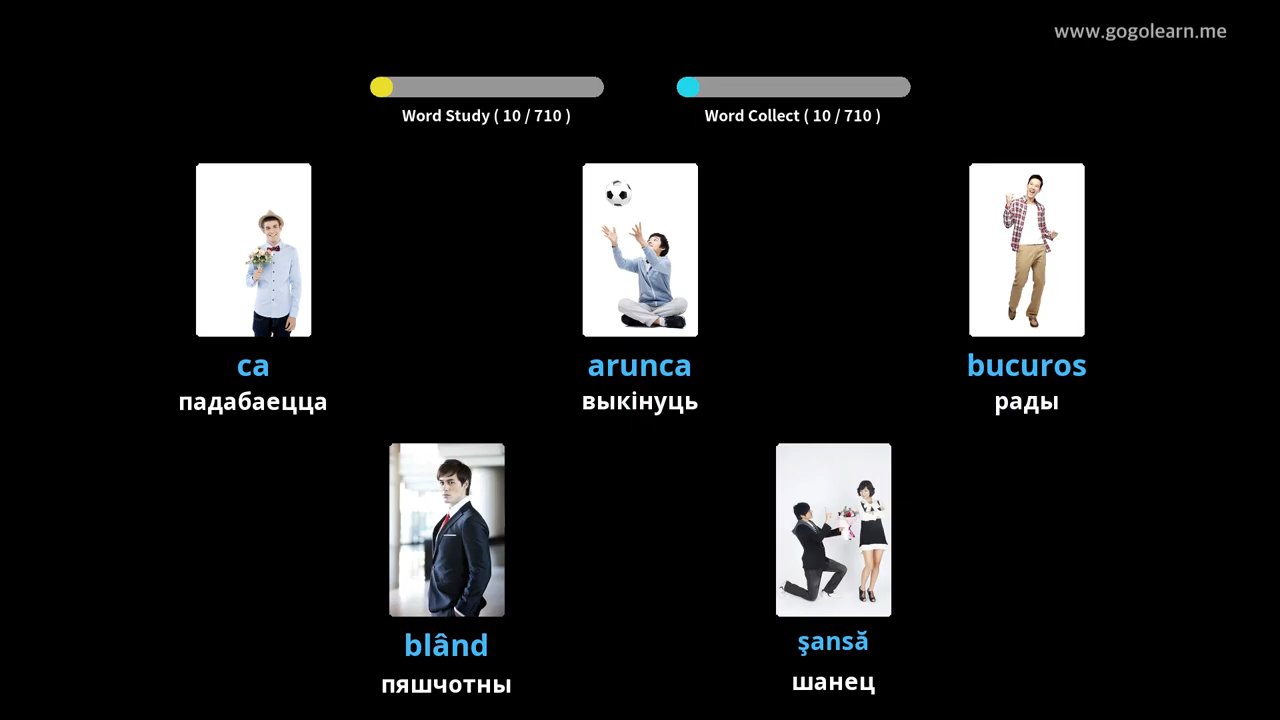 www.gogolearn.me
Word Study ( 10 / 710 )
Word Collect ( 10 / 710 )
ca
падабаецца
arunca
выкінуць
bucuros
рады
blând
пяшчотны
şansă
шанец